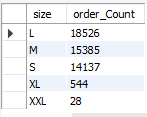 size order_Count
L 18526
M 15385
S 14137
XL 544
XXL 28